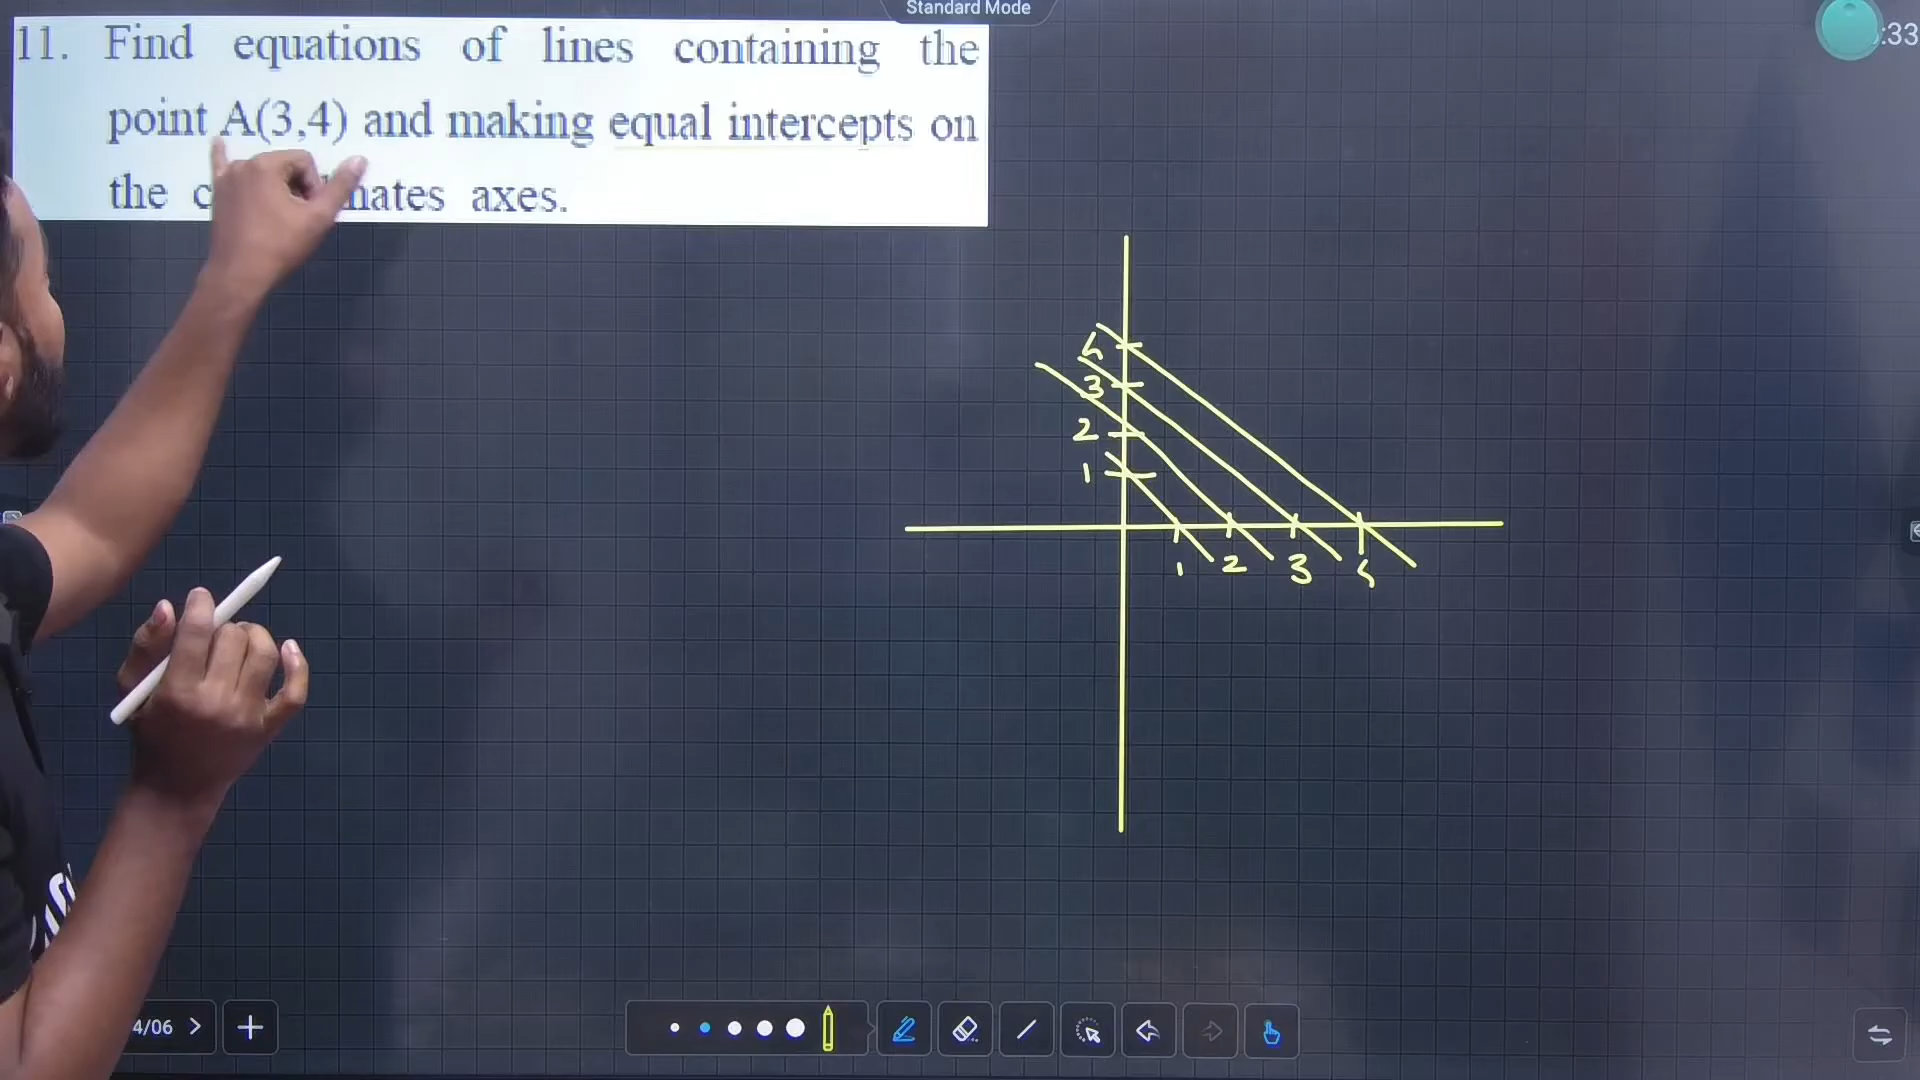 Standard Mode
:33
11. Find equations of lines containing the
point A(3,4) and making equal intercepts on
the axes.
4
3
2
1
1 2 3 4
4/06